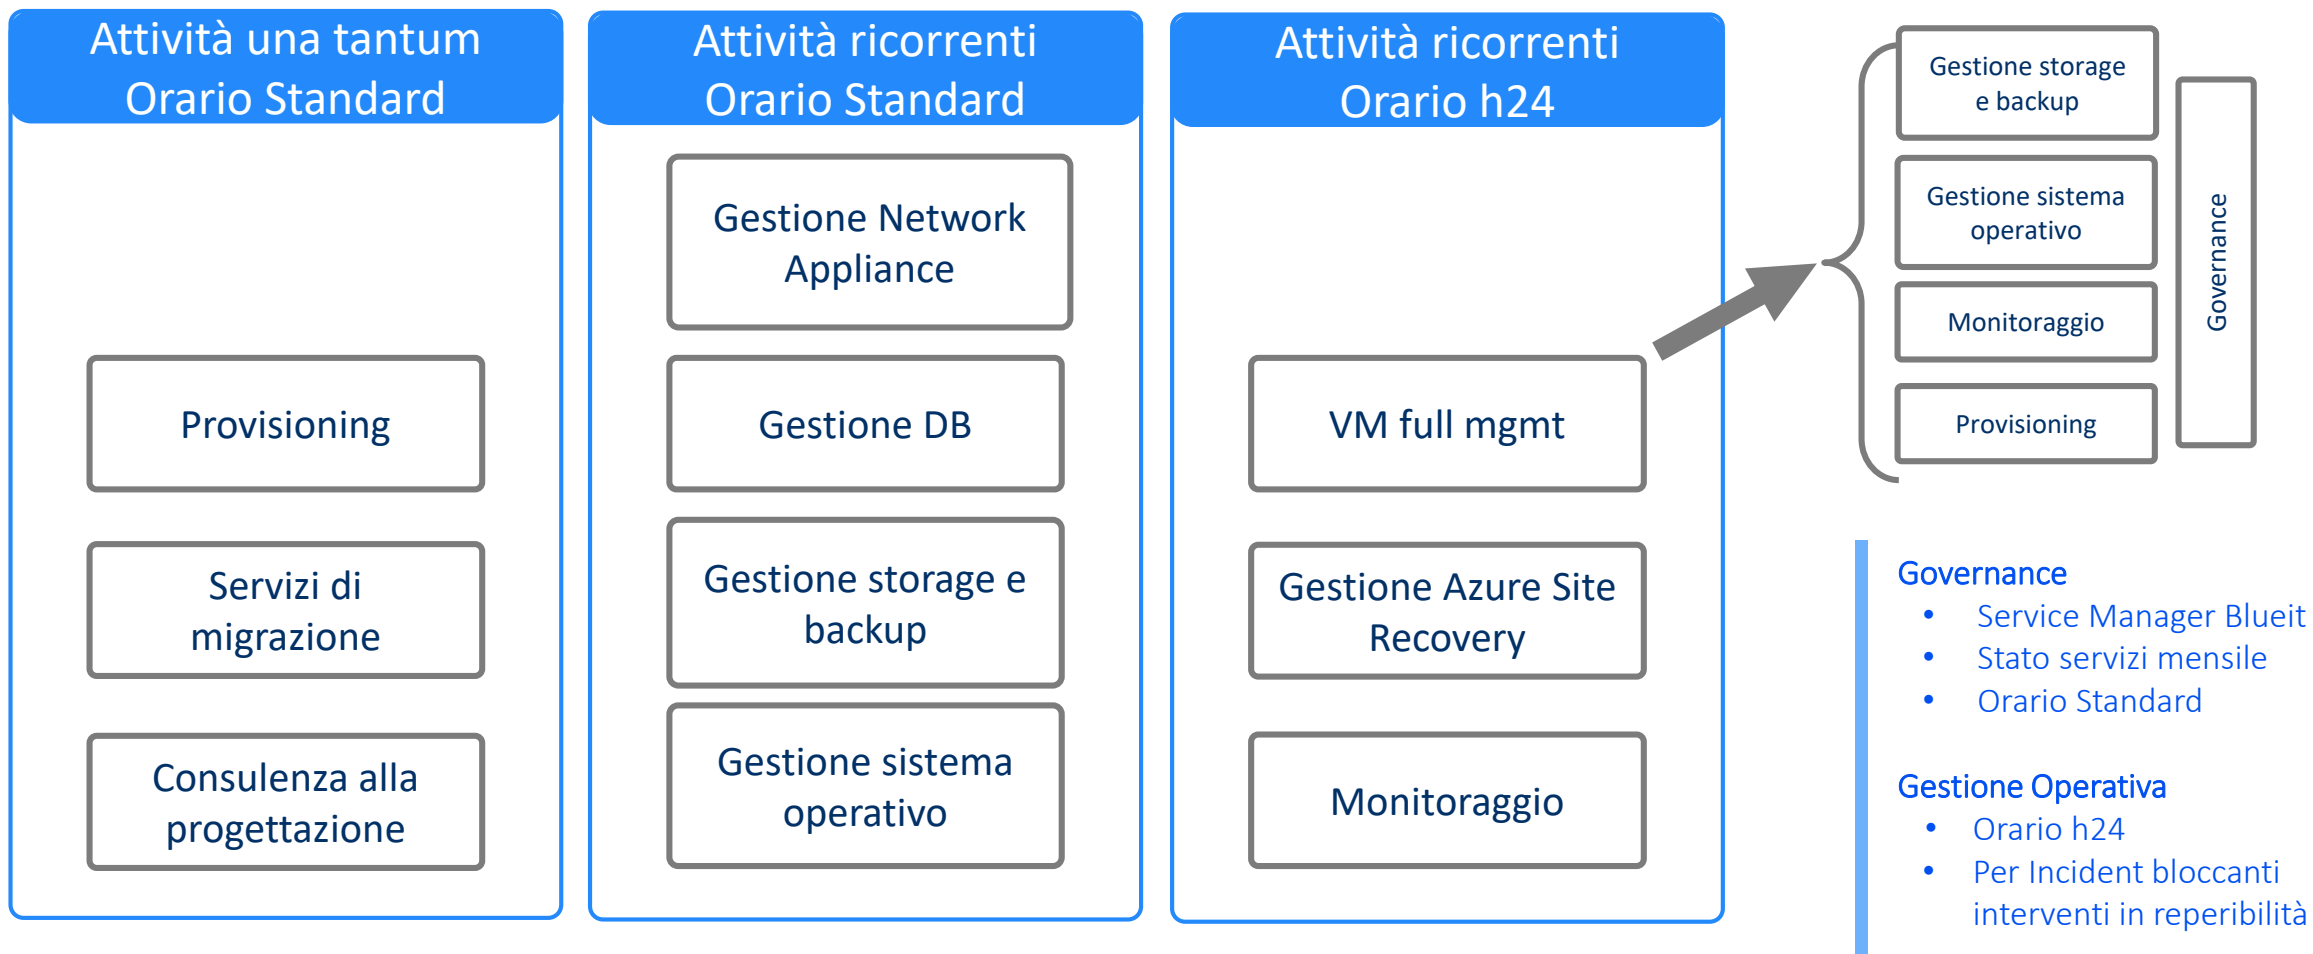 Attività una tantum
Orario Standard
Provisioning
Servizi di
migrazione
Consulenza alla
progettazione
Attività ricorrenti
Orario Standard
Gestione Network
Appliance
Gestione DB
Gestione storage e
backup
Gestione sistema
operativo
Attività ricorrenti
Orario h24
VM full mgmt
Gestione Azure Site
Recovery
Monitoraggio
Gestione storage
e backup
Gestione sistema
operativo
Monitoraggio
Provisioning
Governance
Governance
• Service Manager Blueit
• Stato servizi mensile
• Orario Standard
Gestione Operativa
• Orario h24
• Per Incident bloccanti
interventi in reperibilità